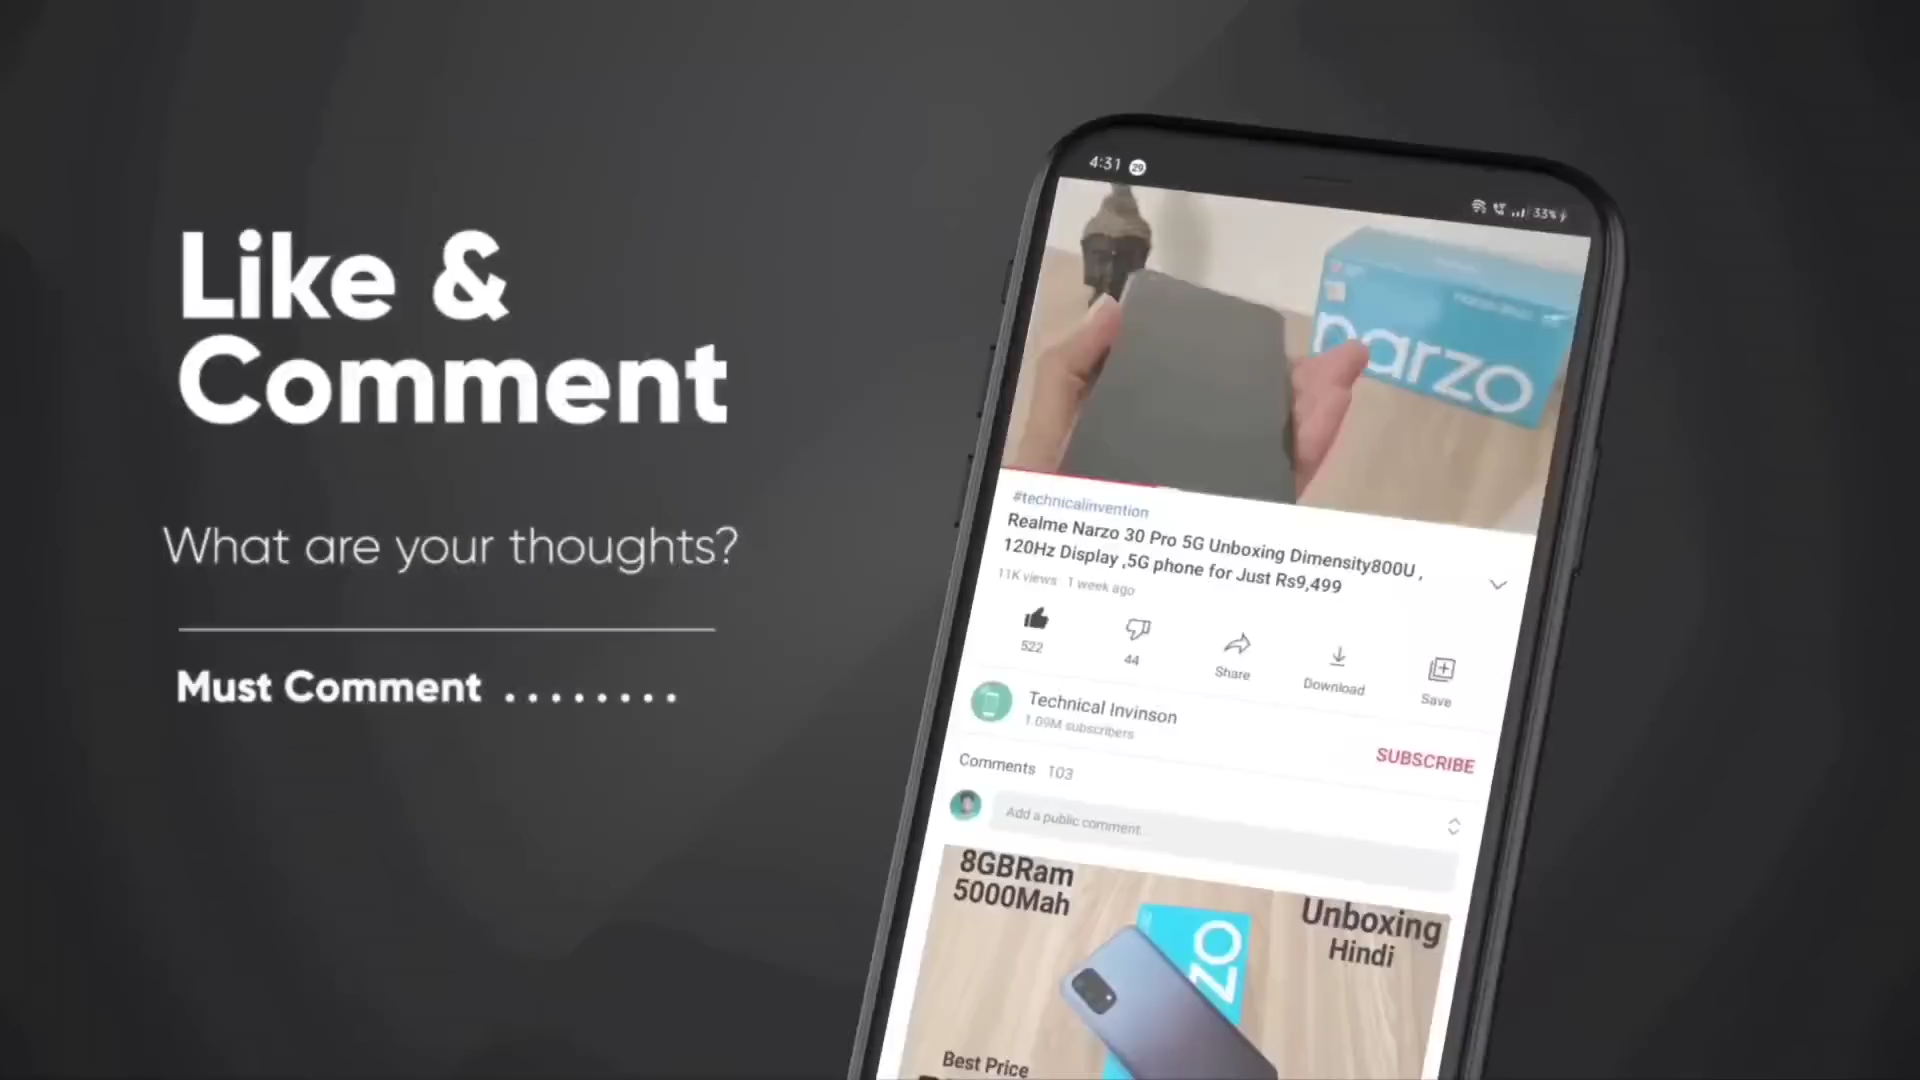 Like &
Comment
What are your thoughts?
Must Comment ........
4:31 29
33%
narzo
#technicalinvention
Realme Narzo 30 Pro 5G Unboxing Dimensity800U ,
120Hz Display ,5G phone for Just Rs9,499
11K views 1 week ago
522
44
Share
Download
Save
Technical Invinson
1.09M subscribers
SUBSCRIBE
Comments 103
Add a public comment...
8GBRam
5000Mah
Unboxing
Hindi
zo
Best Price